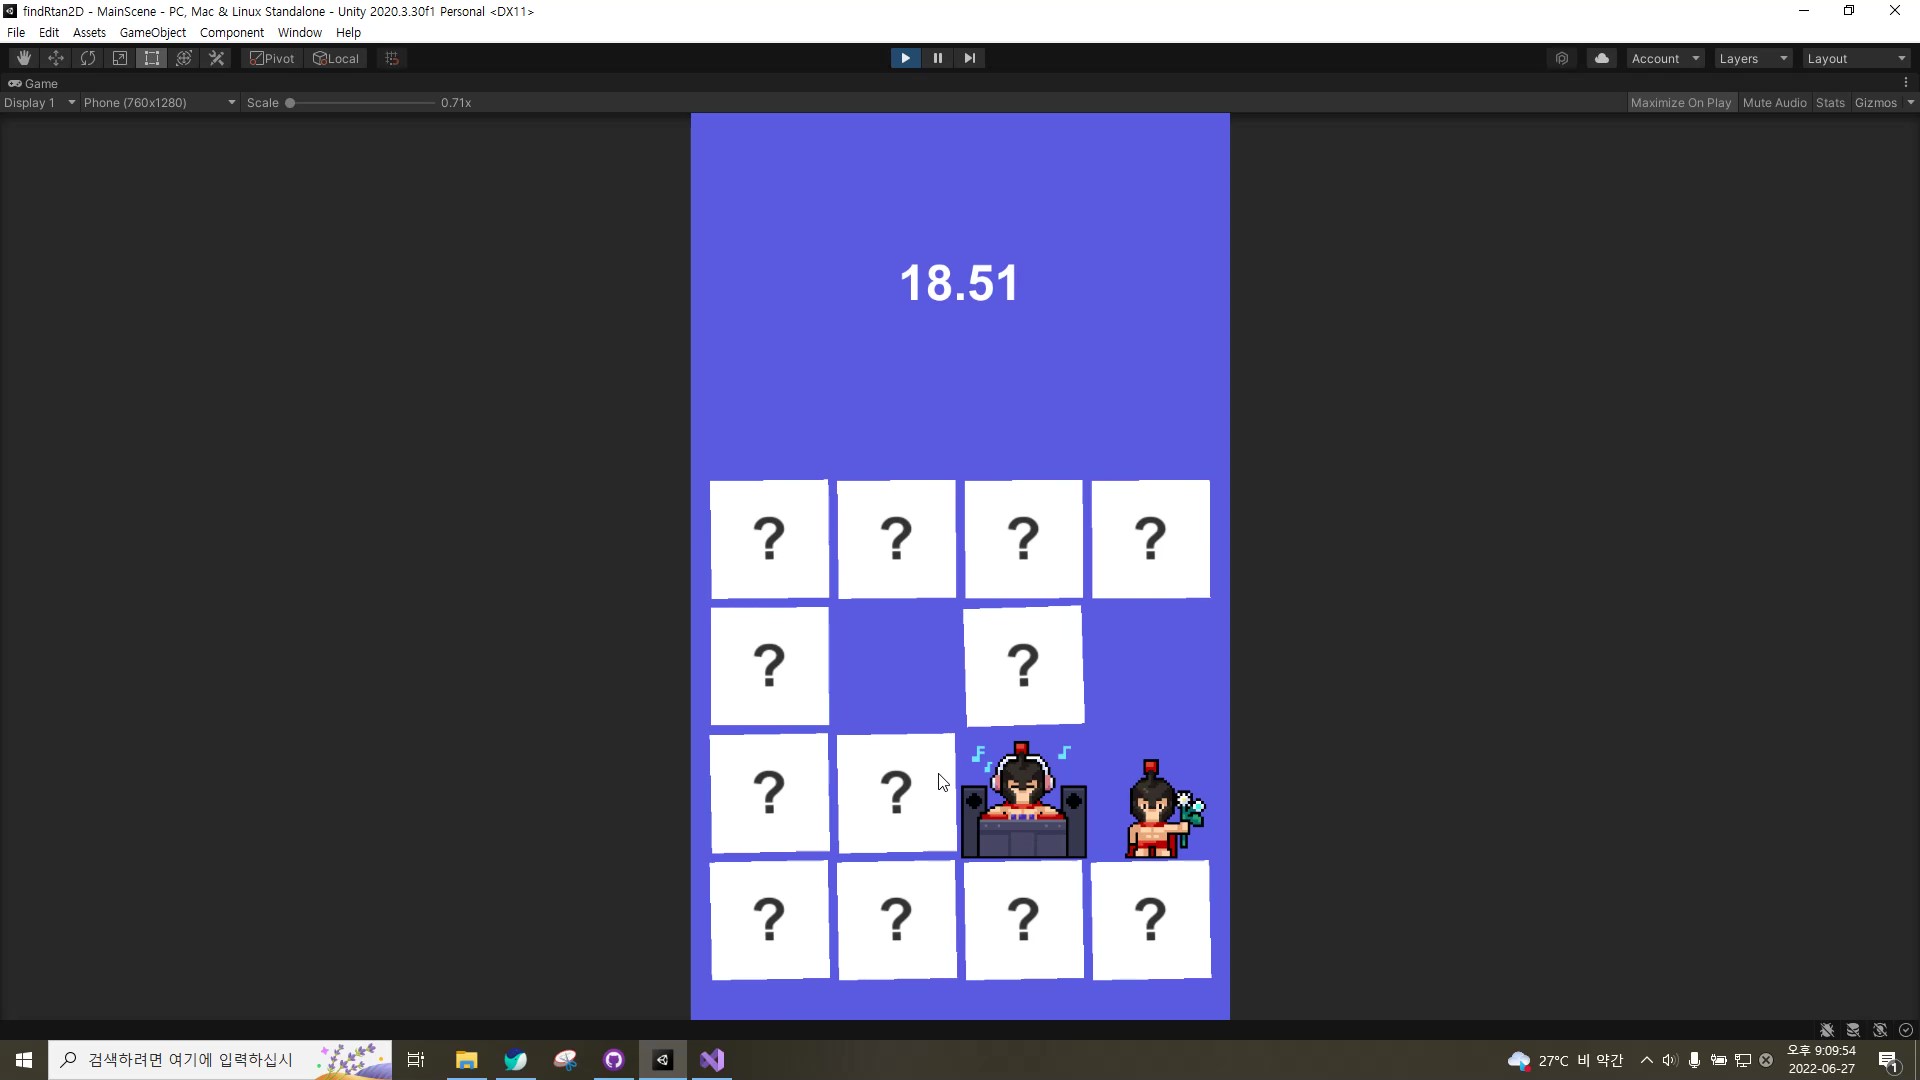 findRtan2D - MainScene - PC, Mac & Linux Standalone - Unity 2020.3.30f1 Personal <DX11>
File Edit Assets GameObject Component Window Help
Pivot Local Account Layers Layout
Game
Display 1 Phone (760x1280) Scale 0.71x Maximize On Play Mute Audio Stats Gizmos
18.51
? ? ? ?
? ?
? ?
? ? ? ?
검색하려면 여기에 입력하십시
27°C 비 약간
오후 9:09:54
2022-06-27
1